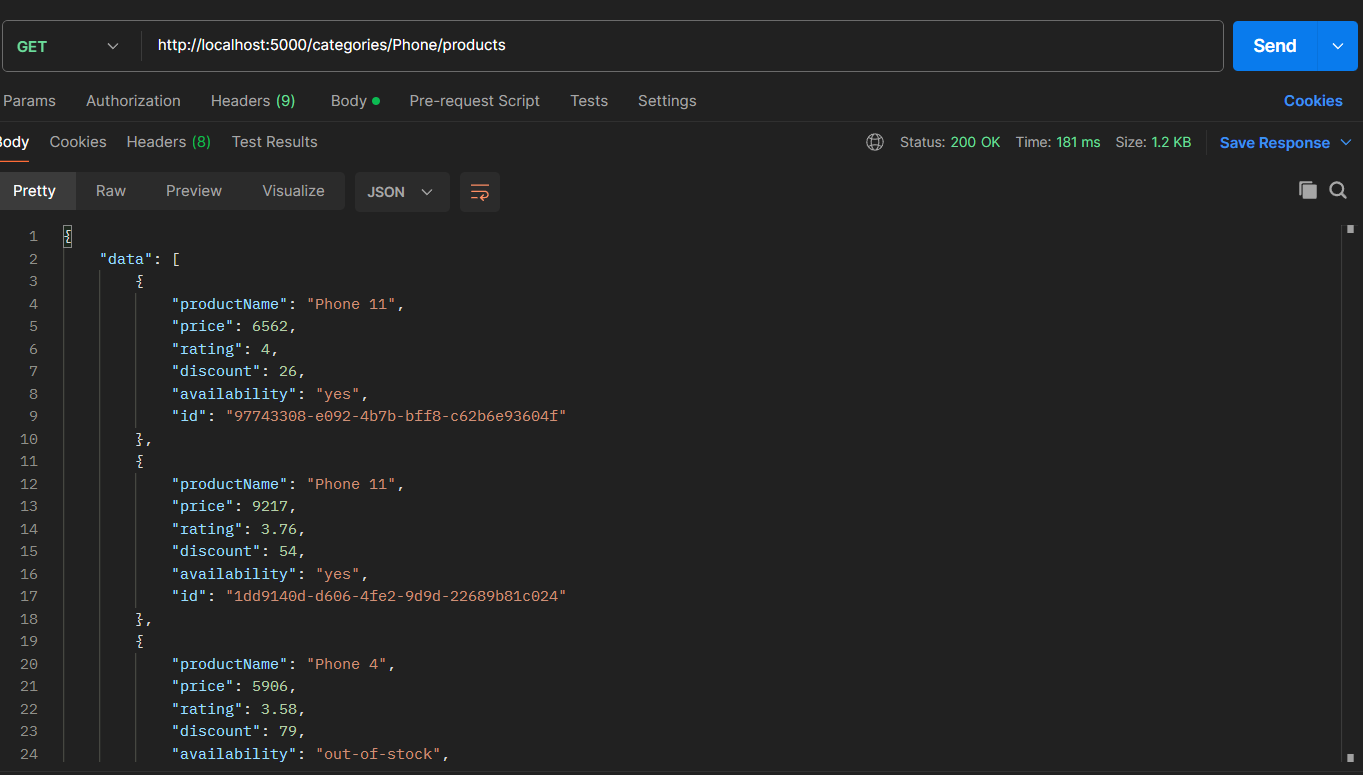 GET http://localhost:5000/categories/Phone/products Send
Params Authorization Headers (9) Body Pre-request Script Tests Settings Cookies
Body Cookies Headers (8) Test Results Status: 200 OK Time: 181 ms Size: 1.2 KB Save Response
Pretty Raw Preview Visualize JSON
1 {
2 "data": [
3 {
4 "productName": "Phone 11",
5 "price": 6562,
6 "rating": 4,
7 "discount": 26,
8 "availability": "yes",
9 "id": "97743308-e092-4b7b-bff8-c62b6e93604f"
10 },
11 {
12 "productName": "Phone 11",
13 "price": 9217,
14 "rating": 3.76,
15 "discount": 54,
16 "availability": "yes",
17 "id": "1dd9140d-d606-4fe2-9d9d-22689b81c024"
18 },
19 {
20 "productName": "Phone 4",
21 "price": 5906,
22 "rating": 3.58,
23 "discount": 79,
24 "availability": "out-of-stock",